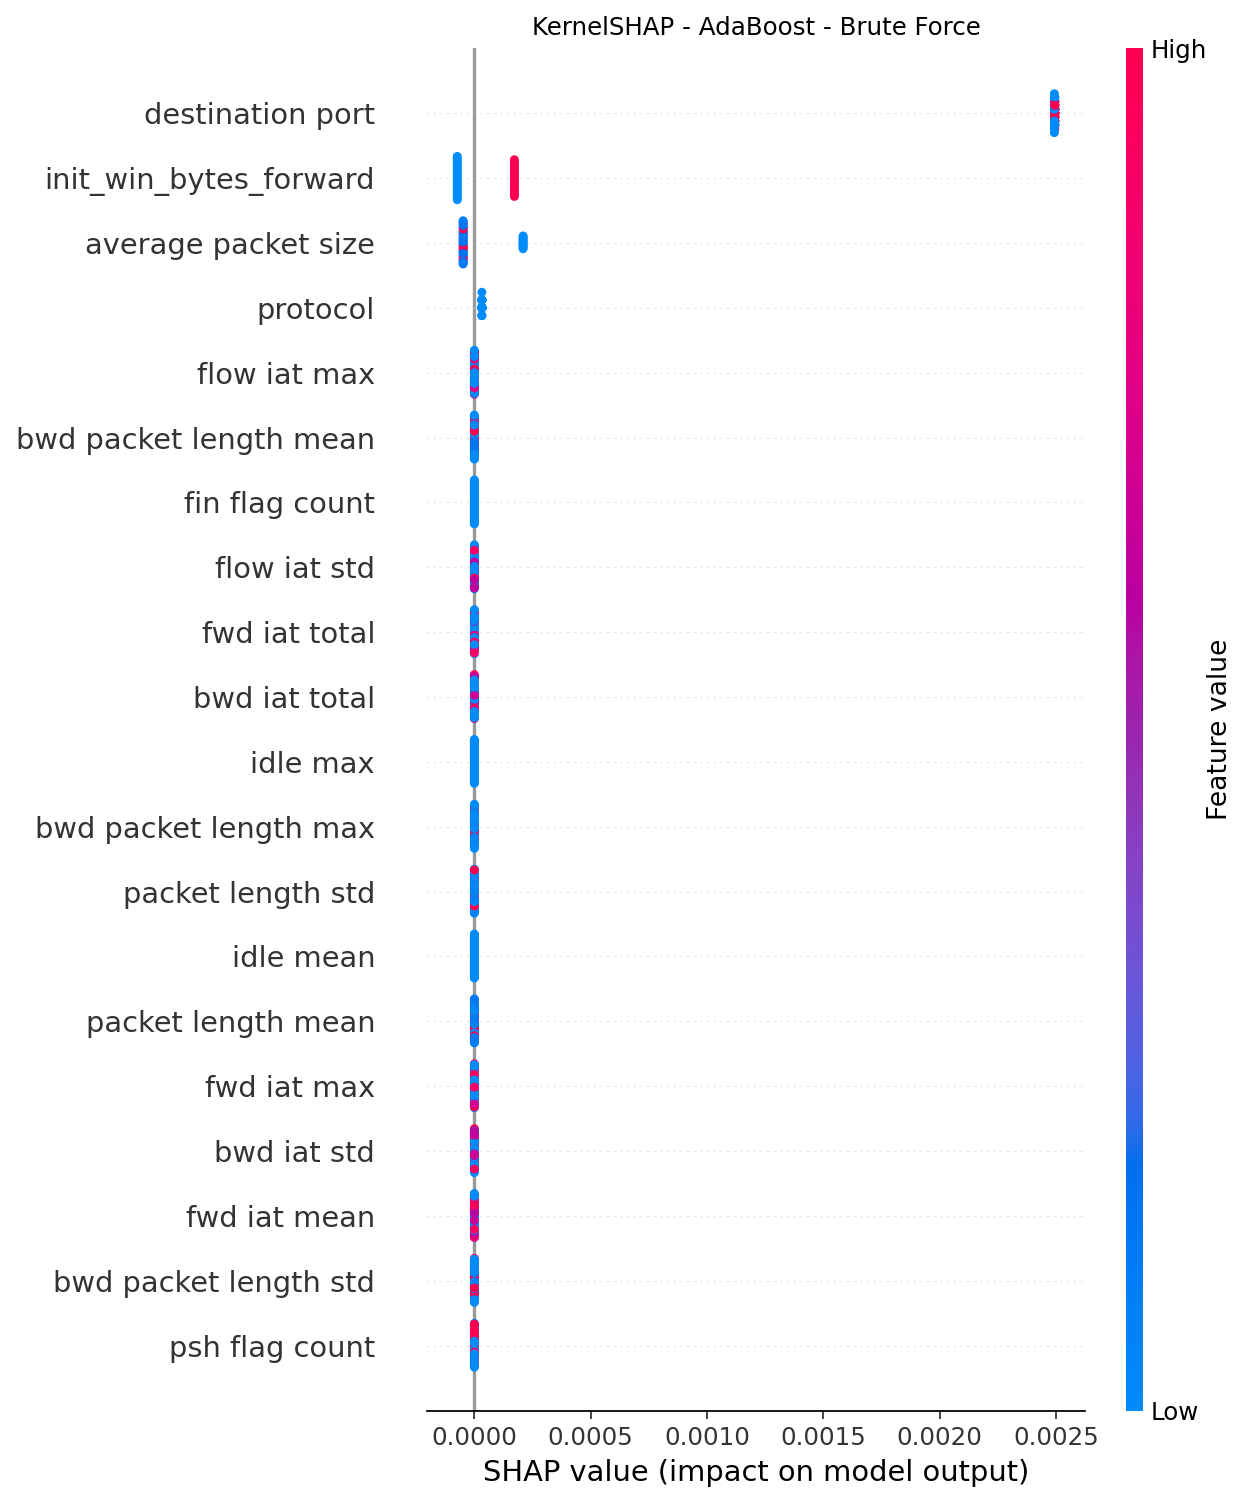 KernelSHAP - AdaBoost - Brute Force
High
destination port
init_win_bytes_forward
average packet size
protocol
flow iat max
bwd packet length mean
fin flag count
flow iat std
fwd iat total
bwd iat total
idle max
bwd packet length max
packet length std
idle mean
packet length mean
fwd iat max
bwd iat std
fwd iat mean
bwd packet length std
psh flag count
Feature value
Low
0.0000 0.0005 0.0010 0.0015 0.0020 0.0025
SHAP value (impact on model output)